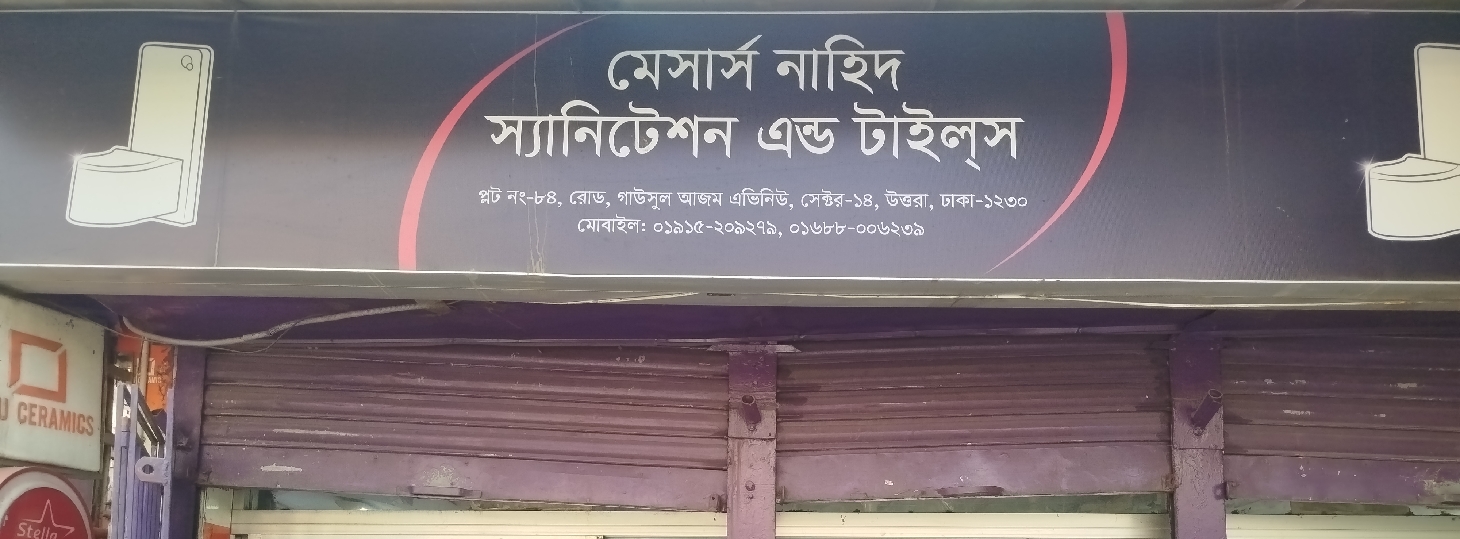 মেসার্স নাহিদ
স্যানিটেশন এন্ড টাইল্‌স
প্লট নং-৮৪, রোড, গাউসুল আজম এভিনিউ, সেক্টর-১৪, উত্তরা, ঢাকা-১২৩০
মোবাইল: ০১৯১৫-২০৯২৭৯, ০১৬৮৮-০০৬২৩৯
CERAMICS
Stella